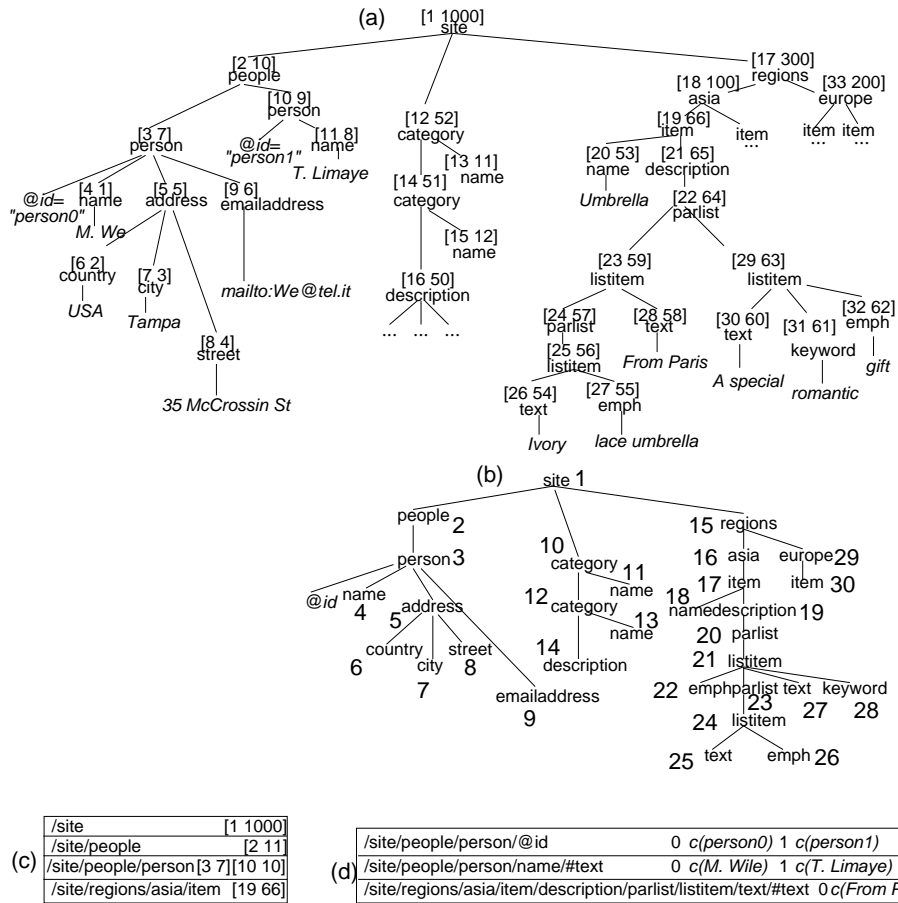 (a)
[1 1000]
site
[2 10]
people
[17 300]
regions
[10 9]
person
[18 100]
asia
[33 200]
europe
@id=
"person1"
[11 8]
name
T. Limaye
[12 52]
category
[19 66]
item
item
...
item item
... ...
[3 7]
person
[13 11]
name
[20 53]
name
Umbrella
[21 65]
description
@id=
"person0"
[4 1]
name
M. We
[5 5]
address
[9 6]
emailaddress
[14 51]
category
[22 64]
parlist
[15 12]
name
[6 2]
country
USA
[7 3]
city
Tampa
mailto:We@tel.it
[16 50]
description
... ... ...
[23 59]
listitem
[29 63]
listitem
[8 4]
street
35 McCrossin St
[24 57]
parlist
[28 58]
text
From Paris
[30 60]
text
A special
[31 61]
keyword
romantic
[32 62]
emph
gift
[25 56]
listitem
[26 54]
text
Ivory
[27 55]
emph
lace umbrella
(b)
site 1
people 2
15 regions
person 3
10
category
16 asia
europe 29
@id
name
4
11
name
17 item
item 30
5
address
12
category
13
name
18
name description 19
6
country
city
7
street
8
14
description
20 parlist
21 listitem
emailaddress
9
22 emph parlist text keyword
23
27 28
24 listitem
25 text
emph 26
(c)
/site [1 1000]
/site/people [2 11]
/site/people/person [3 7][10 10]
/site/regions/asia/item [19 66]
(d)
/site/people/person/@id 0 c(person0) 1 c(person1)
/site/people/person/name/#text 0 c(M. Wile) 1 c(T. Limaye)
/site/regions/asia/item/description/parlist/listitem/text/#text 0 c(From P